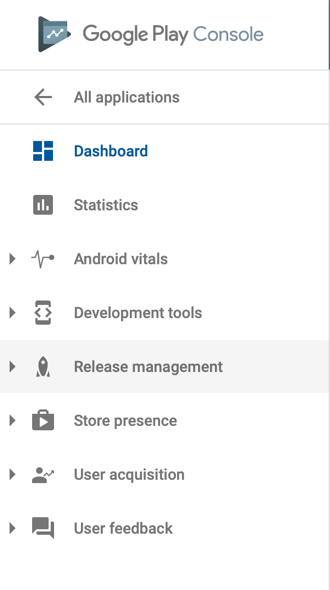 Google Play Console
All applications
Dashboard
Statistics
Android vitals
Development tools
Release management
Store presence
User acquisition
User feedback